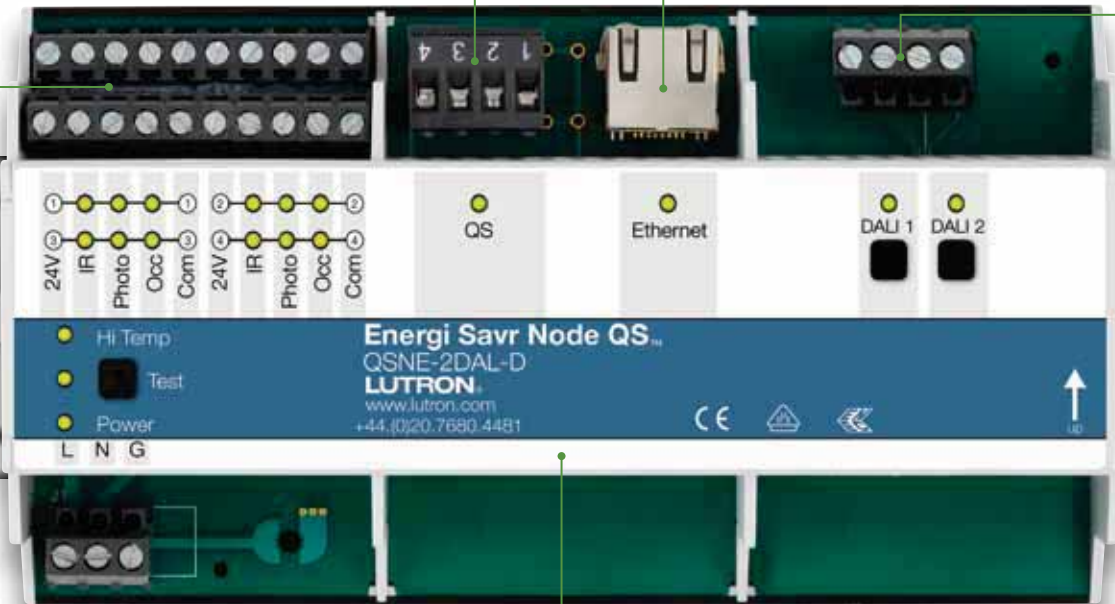 4 3 2 1
1 1 2 2
3 3 4 4
24V IR Photo Occ Com 24V IR Photo Occ Com
QS
Ethernet
DALI 1 DALI 2
Hi Temp
Test
Power
L N G
Energi Savr Node QS™
QSNE-2DAL-D
LUTRON®
www.lutron.com
+44.(0)20.7680.4481
CE
UP